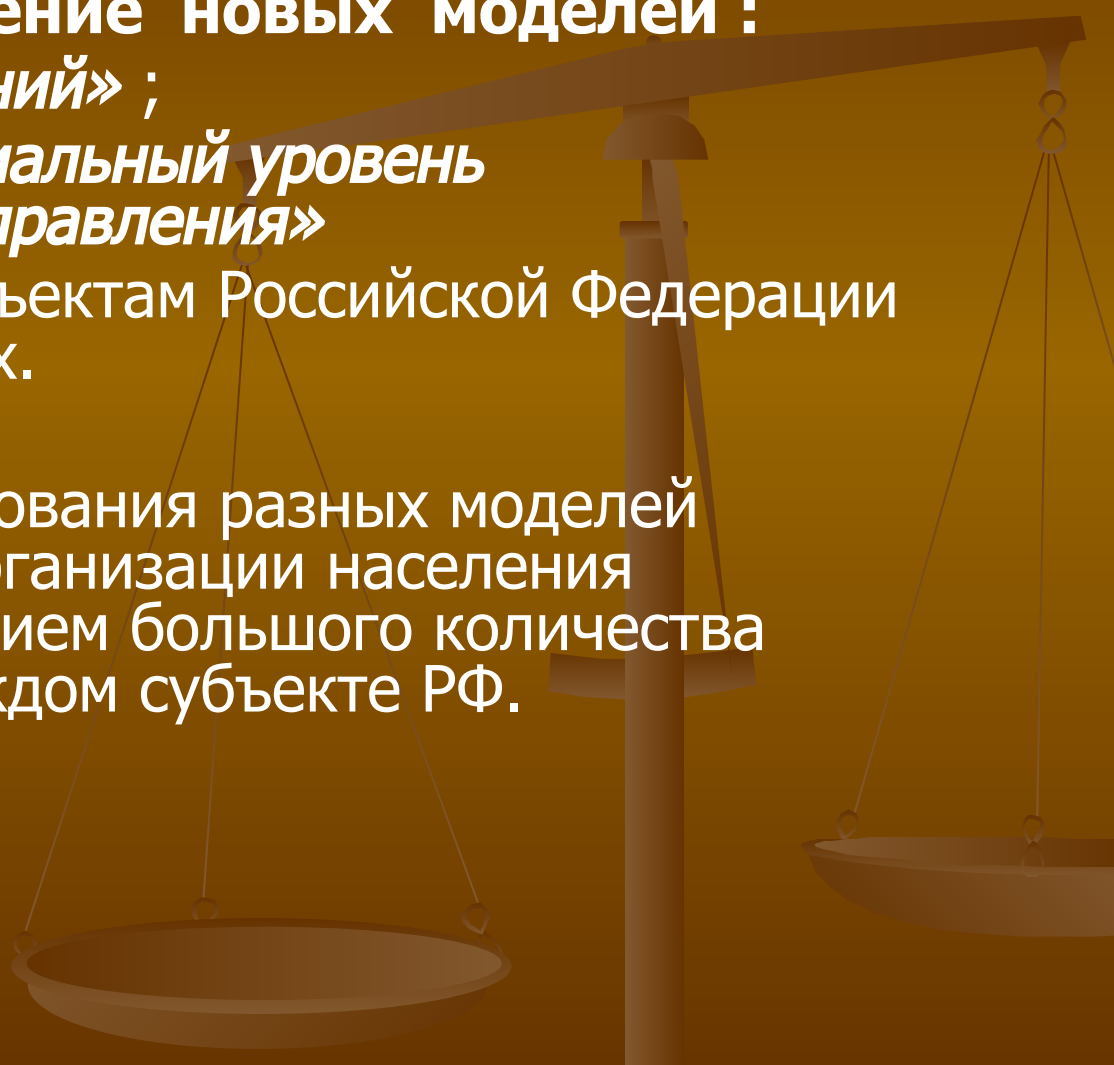 ение новых моделей :
ний» ;
иальный уровень
правления»
ъектам Российской Федерации
х.
ования разных моделей
рганизации населения
нием большого количества
ждом субъекте РФ.